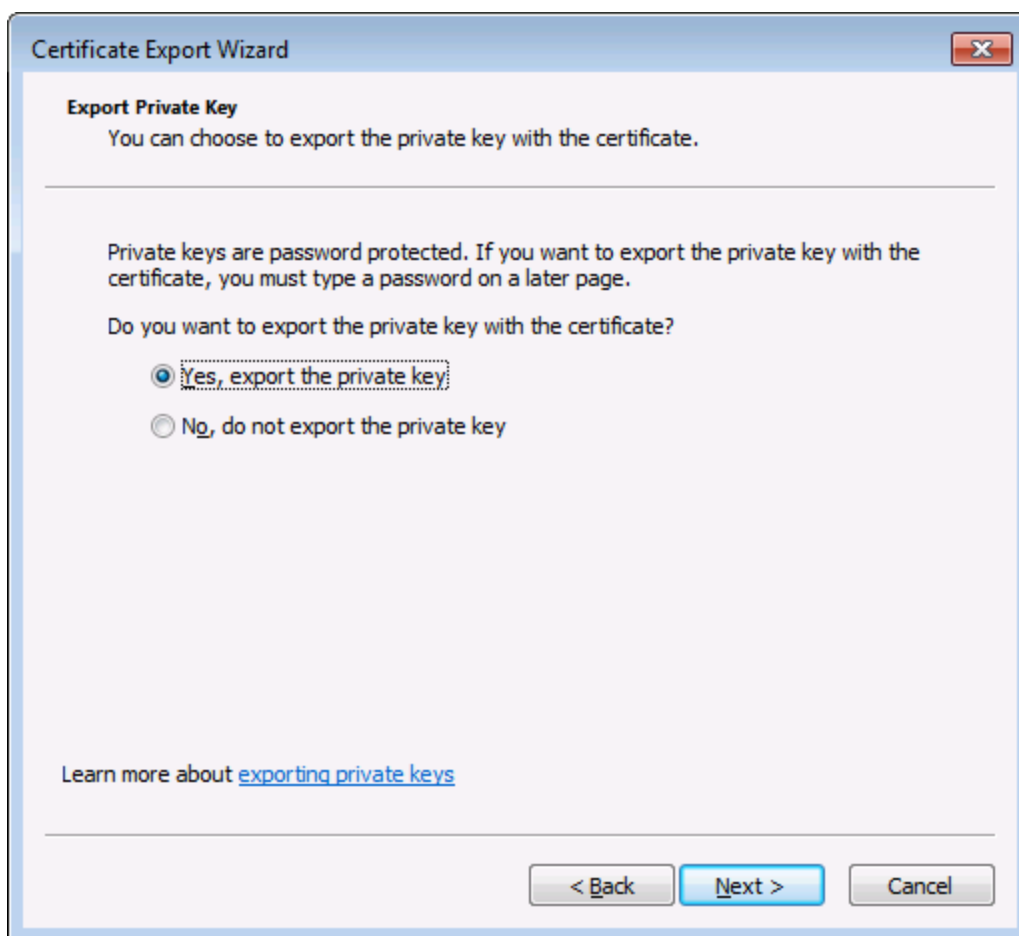 Certificate Export Wizard
Export Private Key
You can choose to export the private key with the certificate.
Private keys are password protected. If you want to export the private key with the
certificate, you must type a password on a later page.
Do you want to export the private key with the certificate?
Yes, export the private key
No, do not export the private key
Learn more about exporting private keys
< Back Next > Cancel